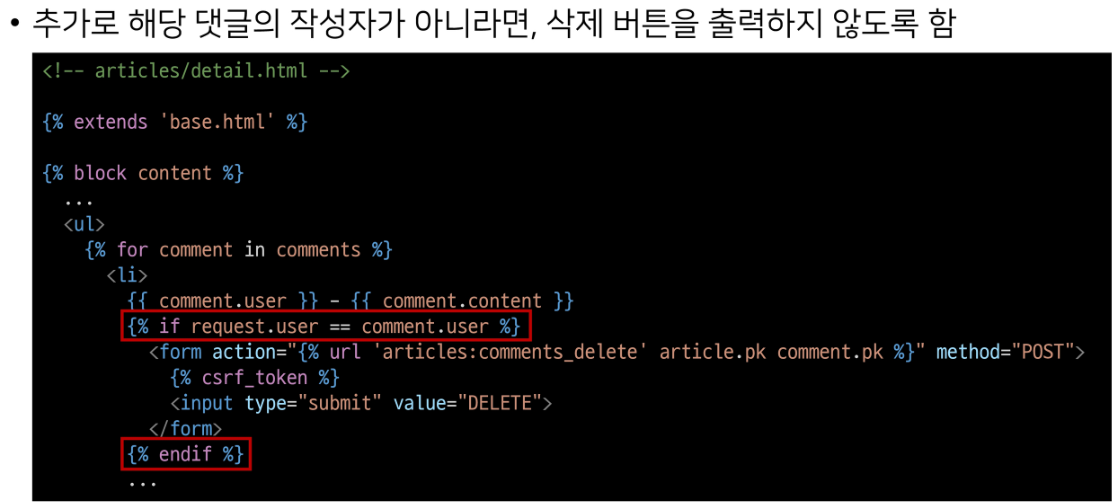 • 추가로 해당 댓글의 작성자가 아니라면, 삭제 버튼을 출력하지 않도록 함
<!-- articles/detail.html -->
{% extends 'base.html' %}
{% block content %}
...
<ul>
{% for comment in comments %}
<li>
{{ comment.user }} - {{ comment.content }}
{% if request.user == comment.user %}
<form action="{% url 'articles:comments_delete' article.pk comment.pk %}" method="POST">
{% csrf_token %}
<input type="submit" value="DELETE">
</form>
{% endif %}
...